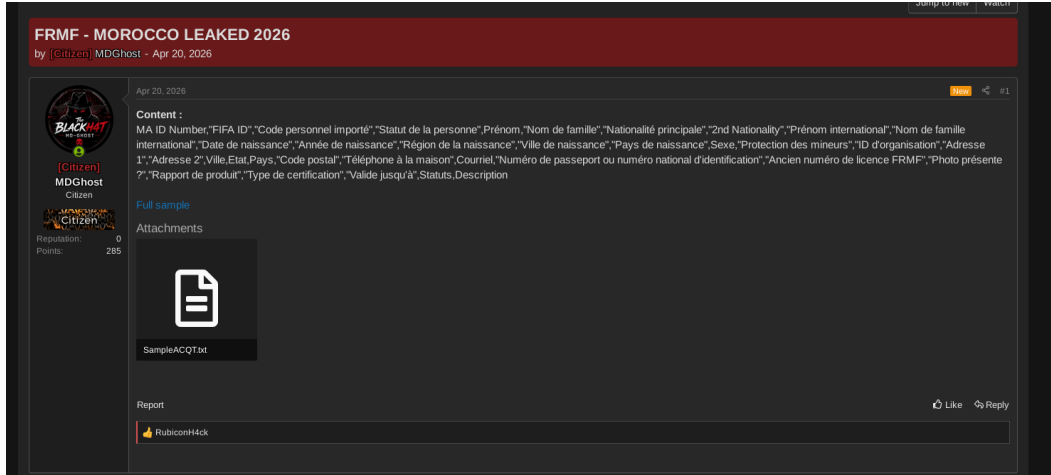 Jump to new Watch
FRMF - MOROCCO LEAKED 2026
by [Citizen] MDGhost - Apr 20, 2026
Apr 20, 2026 New #1
The
BLACKHAT
MD-GHOST
[Citizen]
MDGhost
Citizen
Citizen
Reputation: 0
Points: 285
Content :
MA ID Number,"FIFA ID","Code personnel importé","Statut de la personne",Prénom,"Nom de famille","Nationalité principale","2nd Nationality","Prénom international","Nom de famille
international","Date de naissance","Année de naissance","Région de la naissance","Ville de naissance","Pays de naissance",Sexe,"Protection des mineurs","ID d'organisation","Adresse
1","Adresse 2",Ville,Etat,Pays,"Code postal","Téléphone à la maison",Courriel,"Numéro de passeport ou numéro national d'identification","Ancien numéro de licence FRMF","Photo présente
?","Rapport de produit","Type de certification","Valide jusqu'à",Statuts,Description
Full sample
Attachments
SampleACQT.txt
Report Like Reply
RubiconH4ck